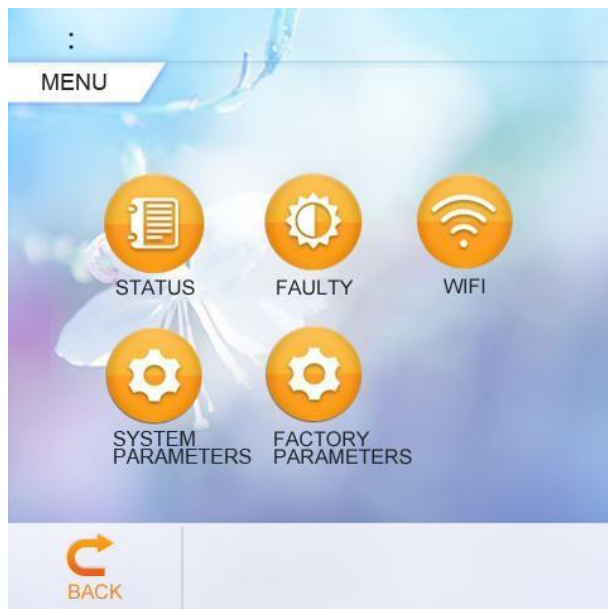 :
MENU
STATUS
FAULTY
WIFI
SYSTEM
PARAMETERS
FACTORY
PARAMETERS
BACK